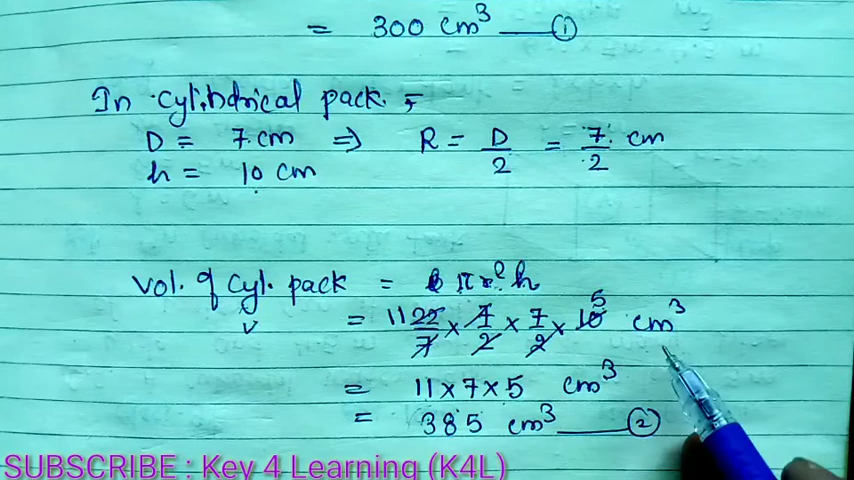 = 300 cm³ ①
In cylindrical pack,
D = 7 cm ⇒ R = D/2 = 7/2 cm
h = 10 cm
Vol. of cyl. pack = πr²h
= 11 22/7 × 7/2 × 7/2 × 10 5 cm³
= 11 × 7 × 5 cm³
= 385 cm³ ②
SUBSCRIBE : Key 4 Learning (K4L)